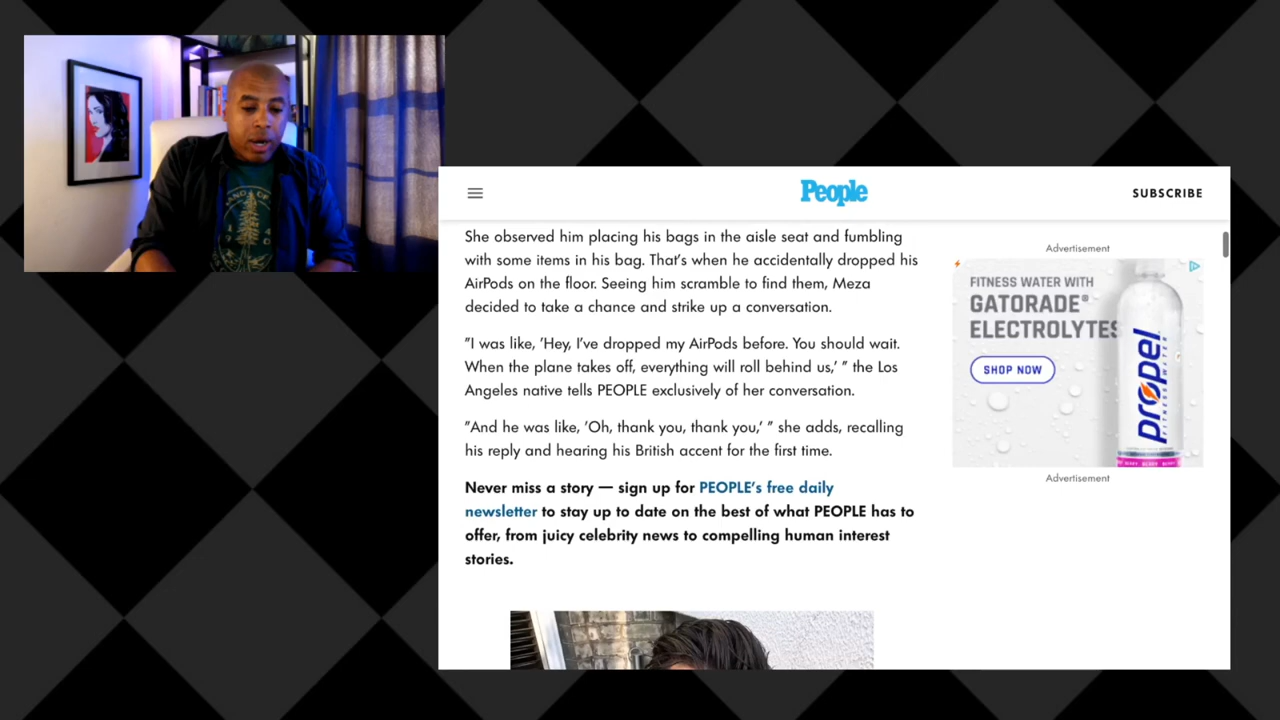 People
SUBSCRIBE
She observed him placing his bags in the aisle seat and fumbling
with some items in his bag. That's when he accidentally dropped his
AirPods on the floor. Seeing him scramble to find them, Meza
decided to take a chance and strike up a conversation.
"I was like, 'Hey, I've dropped my AirPods before. You should wait.
When the plane takes off, everything will roll behind us,' " the Los
Angeles native tells PEOPLE exclusively of her conversation.
"And he was like, 'Oh, thank you, thank you,' " she adds, recalling
his reply and hearing his British accent for the first time.
Never miss a story — sign up for PEOPLE's free daily
newsletter to stay up to date on the best of what PEOPLE has to
offer, from juicy celebrity news to compelling human interest
stories.
Advertisement
FITNESS WATER WITH
GATORADE®
ELECTROLYTES
SHOP NOW
propel
FITNESS WATER
Advertisement